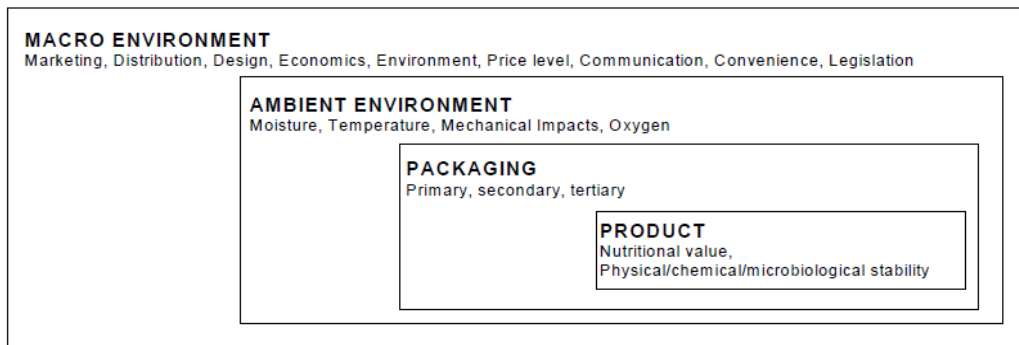 MACRO ENVIRONMENT
Marketing, Distribution, Design, Economics, Environment, Price level, Communication, Convenience, Legislation
AMBIENT ENVIRONMENT
Moisture, Temperature, Mechanical Impacts, Oxygen
PACKAGING
Primary, secondary, tertiary
PRODUCT
Nutritional value,
Physical/chemical/microbiological stability